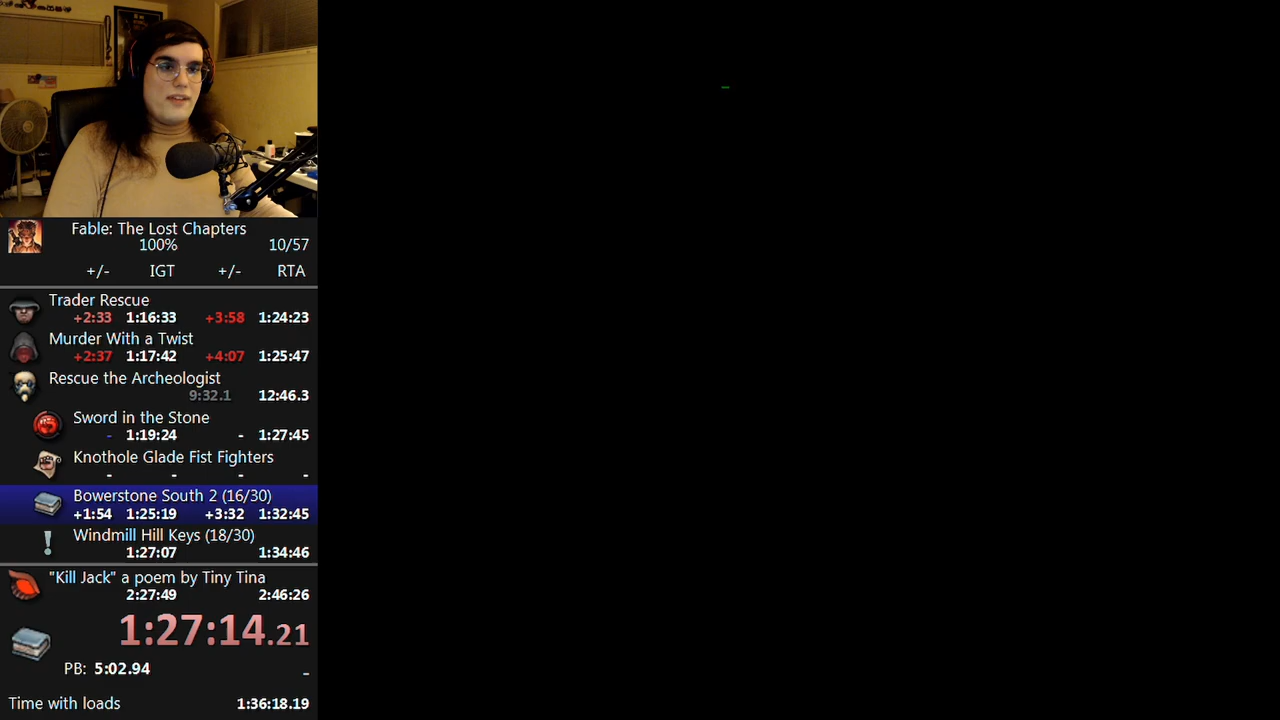 Fable: The Lost Chapters
100% 10/57
+/- IGT +/- RTA
Trader Rescue
+2:33 1:16:33 +3:58 1:24:23
Murder With a Twist
+2:37 1:17:42 +4:07 1:25:47
Rescue the Archeologist
9:32.1 12:46.3
Sword in the Stone
- 1:19:24 - 1:27:45
Knothole Glade Fist Fighters
- - - -
Bowerstone South 2 (16/30)
+1:54 1:25:19 +3:32 1:32:45
Windmill Hill Keys (18/30)
1:27:07 1:34:46
"Kill Jack" a poem by Tiny Tina
2:27:49 2:46:26
1:27:14.21
PB: 5:02.94 -
Time with loads 1:36:18.19